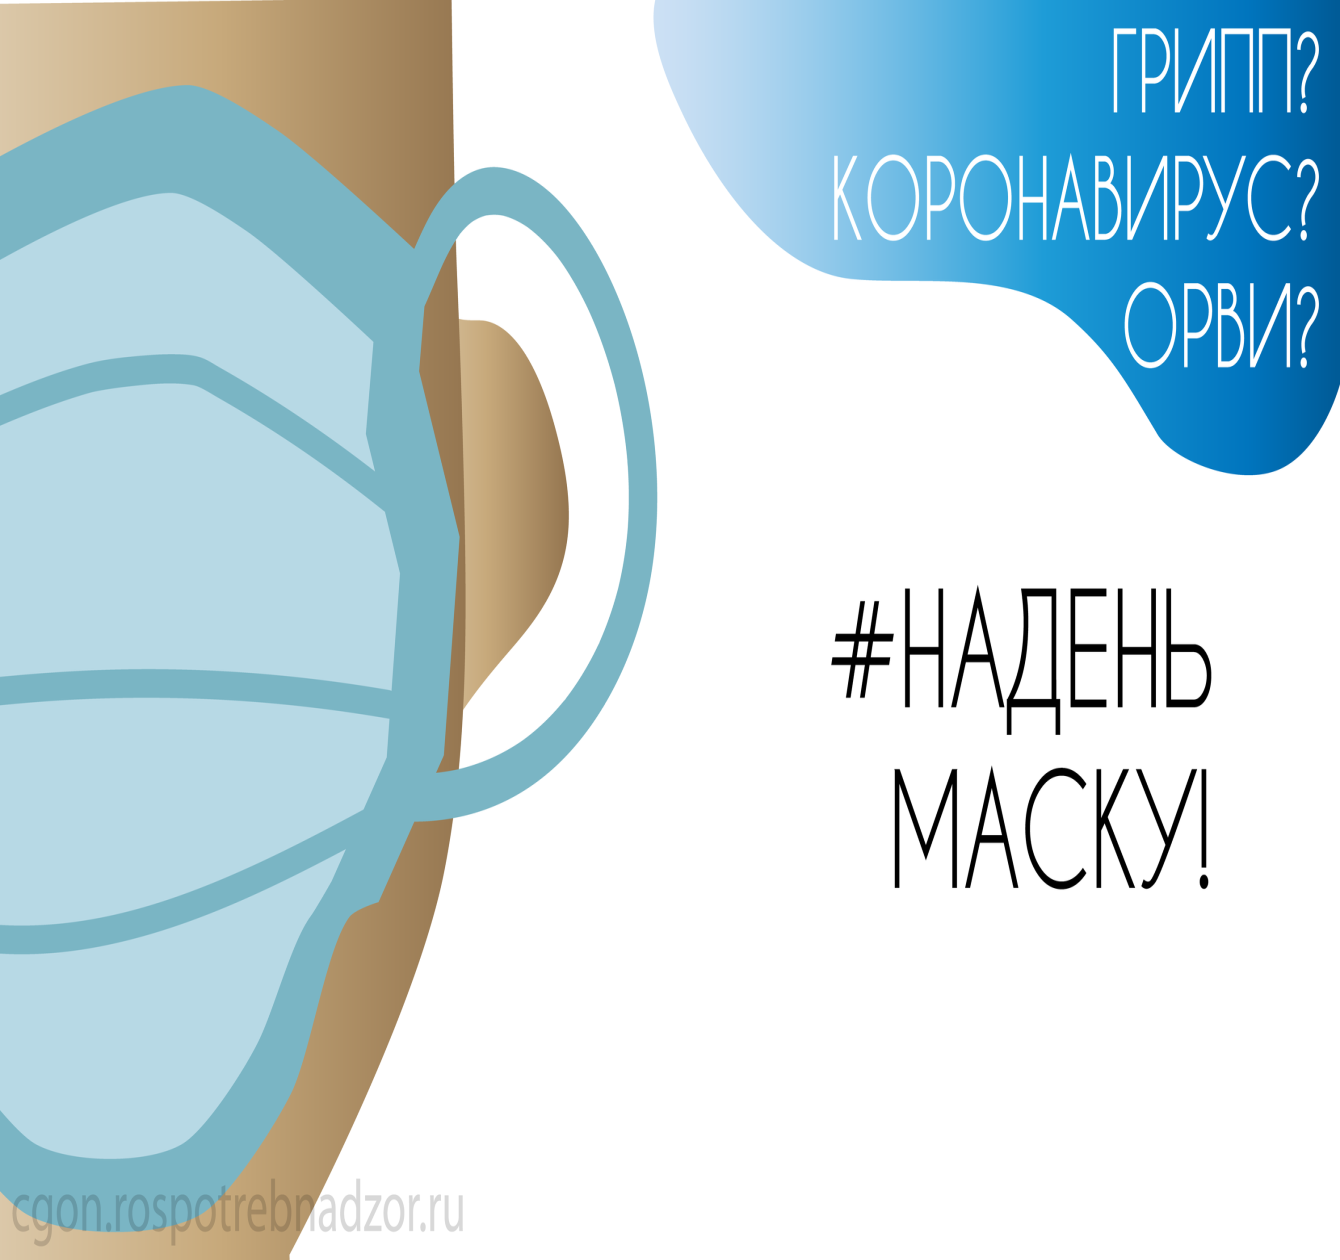 ГРИПП?
КОРОНАВИРУС?
ОРВИ?
#НАДЕНЬ
МАСКУ!
cgon.rospotrebnadzor.ru